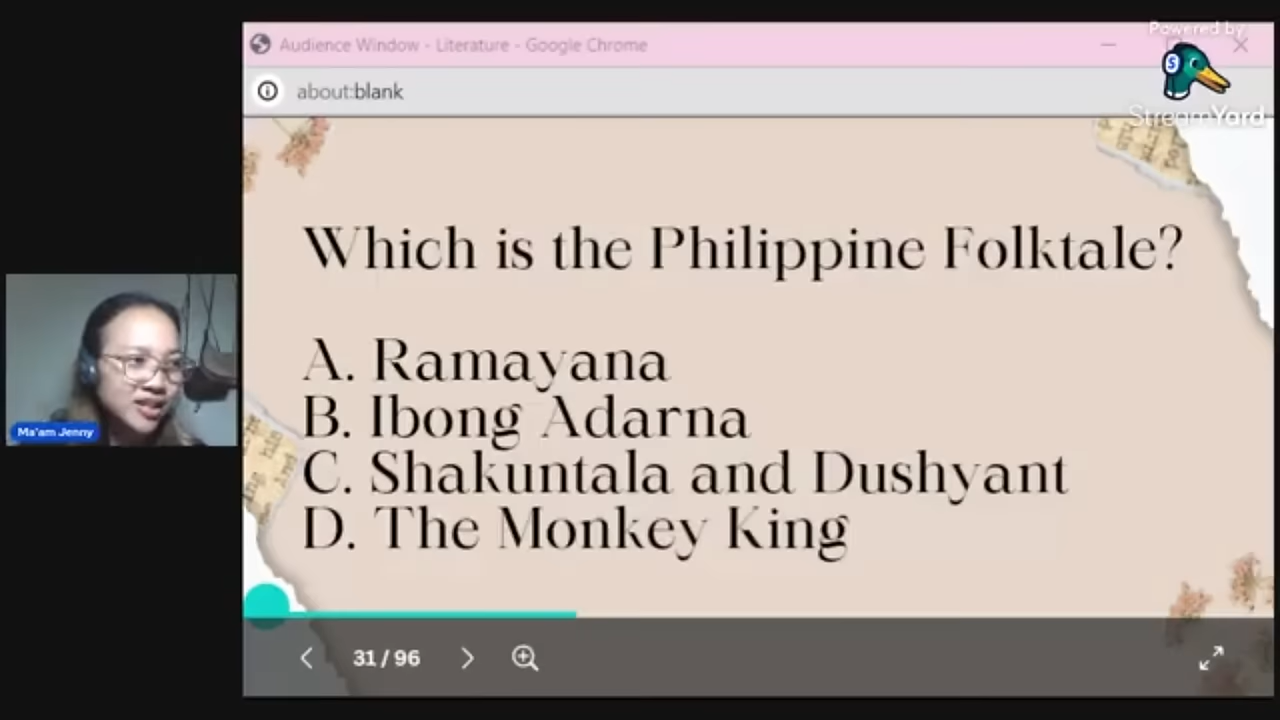 Audience Window - Literature - Google Chrome
Powered by
about:blank
StreamYard
Which is the Philippine Folktale?
A. Ramayana
B. Ibong Adarna
C. Shakuntala and Dushyant
D. The Monkey King
Ma'am Jenny
31 / 96